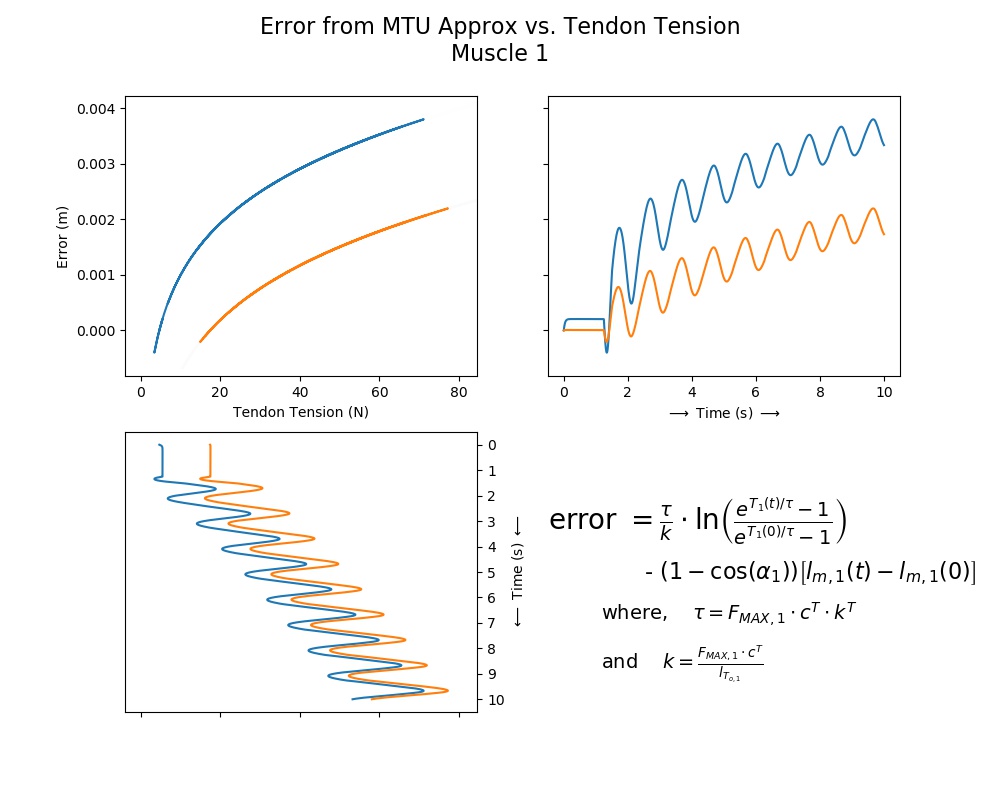 Error from MTU Approx vs. Tendon Tension
Muscle 1
0.004
0.003
0.002
0.001
0.000
Error (m)
0 20 40 60 80
Tendon Tension (N)
0 2 4 6 8 10
⟶ Time (s) ⟶
0
1
2
3
4
5
6
7
8
9
10
⟵ Time (s) ⟵
error = τ/k · ln((e^{T₁(t)/τ} − 1)/(e^{T₁(0)/τ} − 1))
- (1 − cos(α₁))[l_{m,1}(t) − l_{m,1}(0)]
where, τ = F_{MAX,1} · c^T · k^T
and k = F_{MAX,1} · c^T / l_{T_{o,1}}